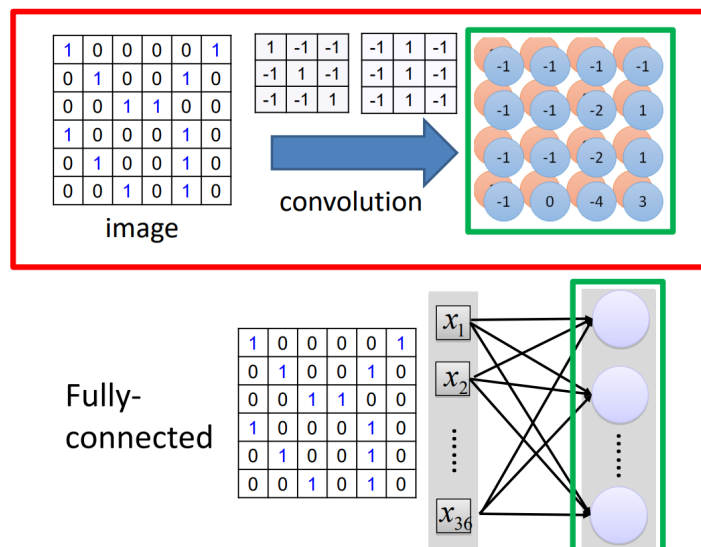 1 0 0 0 0 1
0 1 0 0 1 0
0 0 1 1 0 0
1 0 0 0 1 0
0 1 0 0 1 0
0 0 1 0 1 0
image
1 -1 -1
-1 1 -1
-1 -1 1
-1 1 -1
-1 1 -1
-1 1 -1
convolution
-1 -1 -1 -1
-1 -1 -2 1
-1 -1 -2 1
-1 0 -4 3
Fully-
connected
1 0 0 0 0 1
0 1 0 0 1 0
0 0 1 1 0 0
1 0 0 0 1 0
0 1 0 0 1 0
0 0 1 0 1 0
x₁
x₂
……
x₃₆
……